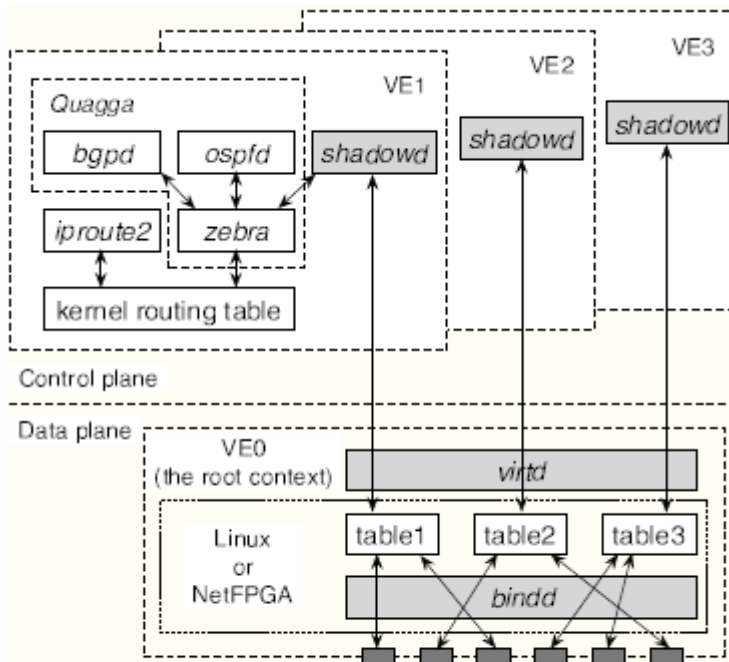 VE3
VE2
VE1
Quagga
bgpd
ospfd
shadowd
shadowd
shadowd
iproute2
zebra
kernel routing table
Control plane
Data plane
VE0
(the root context)
virtd
Linux
or
NetFPGA
table1
table2
table3
bindd